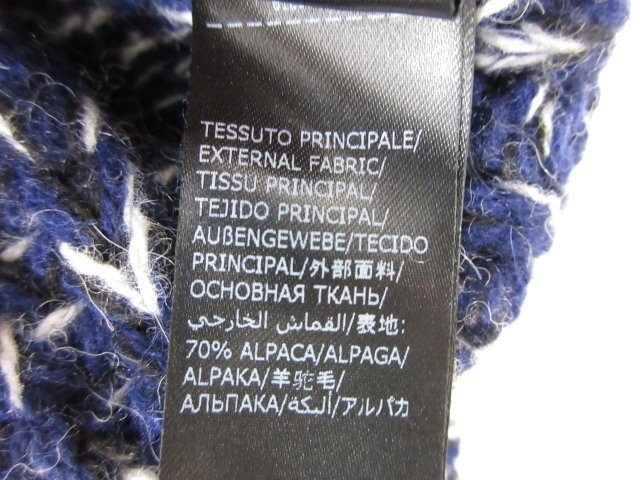 TESSUTO PRINCIPALE/
EXTERNAL FABRIC/
TISSU PRINCIPAL/
TEJIDO PRINCIPAL/
AUßENGEWEBE/TECIDO
PRINCIPAL/外部面料/
ОСНОВНАЯ ТКАНЬ/
القماش الخارجي/表地:
70% ALPACA/ALPAGA/
ALPAKA/羊驼毛/
АЛЬПАКА/ألبكة/アルパカ